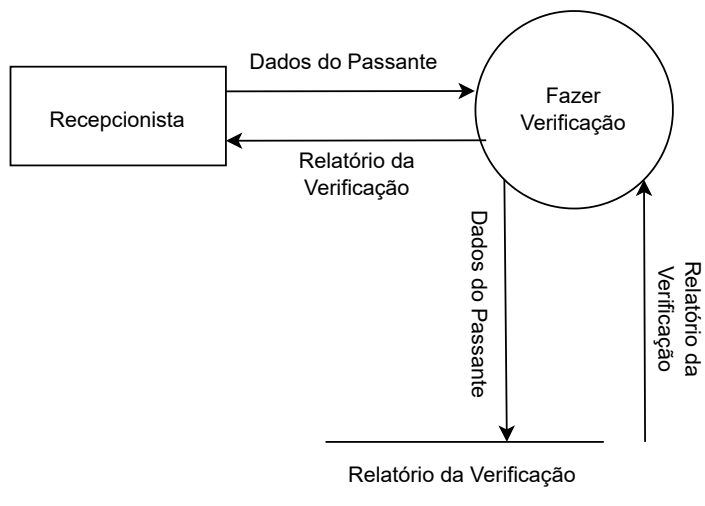 Dados do Passante
Recepcionista
Fazer
Verificação
Relatório da
Verificação
Dados do Passante
Relatório da
Verificação
Relatório da Verificação